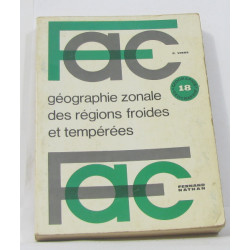 Fac
géographie zonale
des régions froides
et tempérées
18
Fac
FERNAND
NATHAN